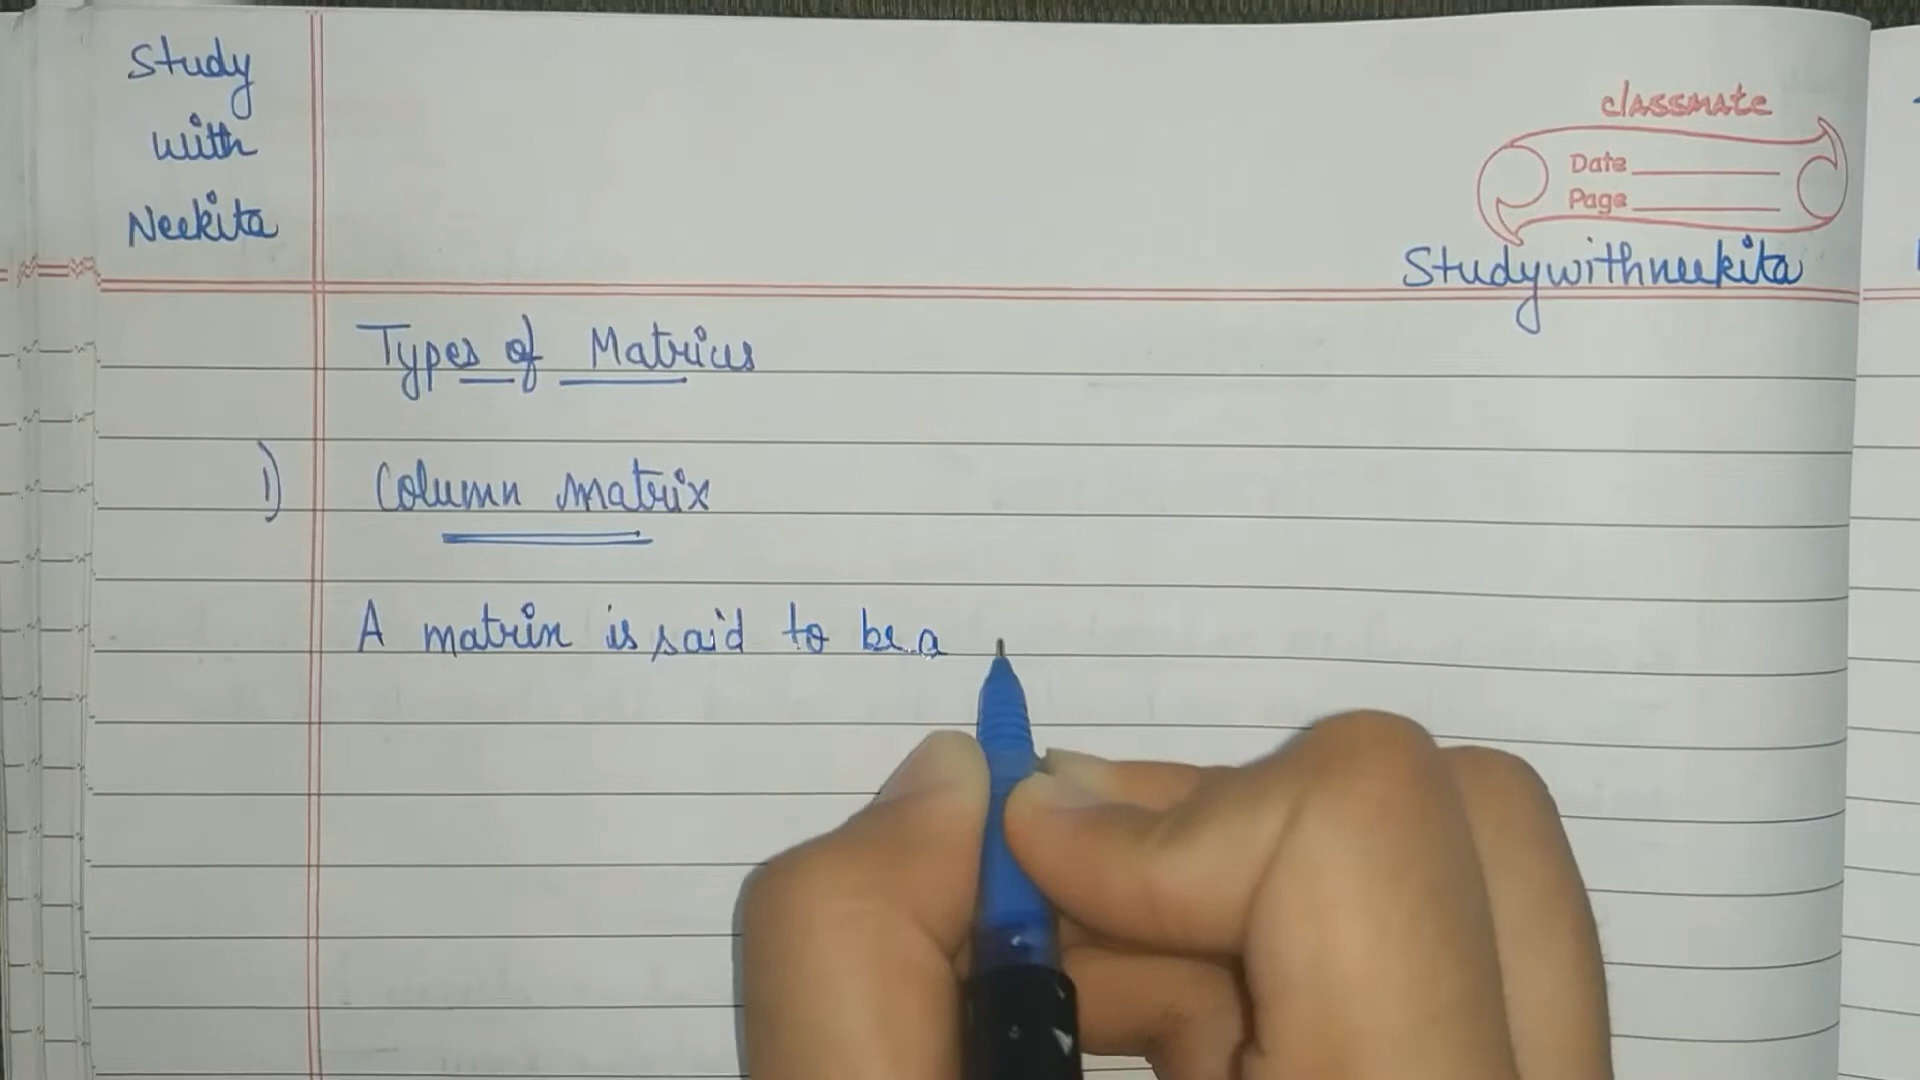 Study
with
Neekita
classmate
Date
Page
Studywithneekita
Types of Matrices
1) Column matrix
A matrix is said to be a